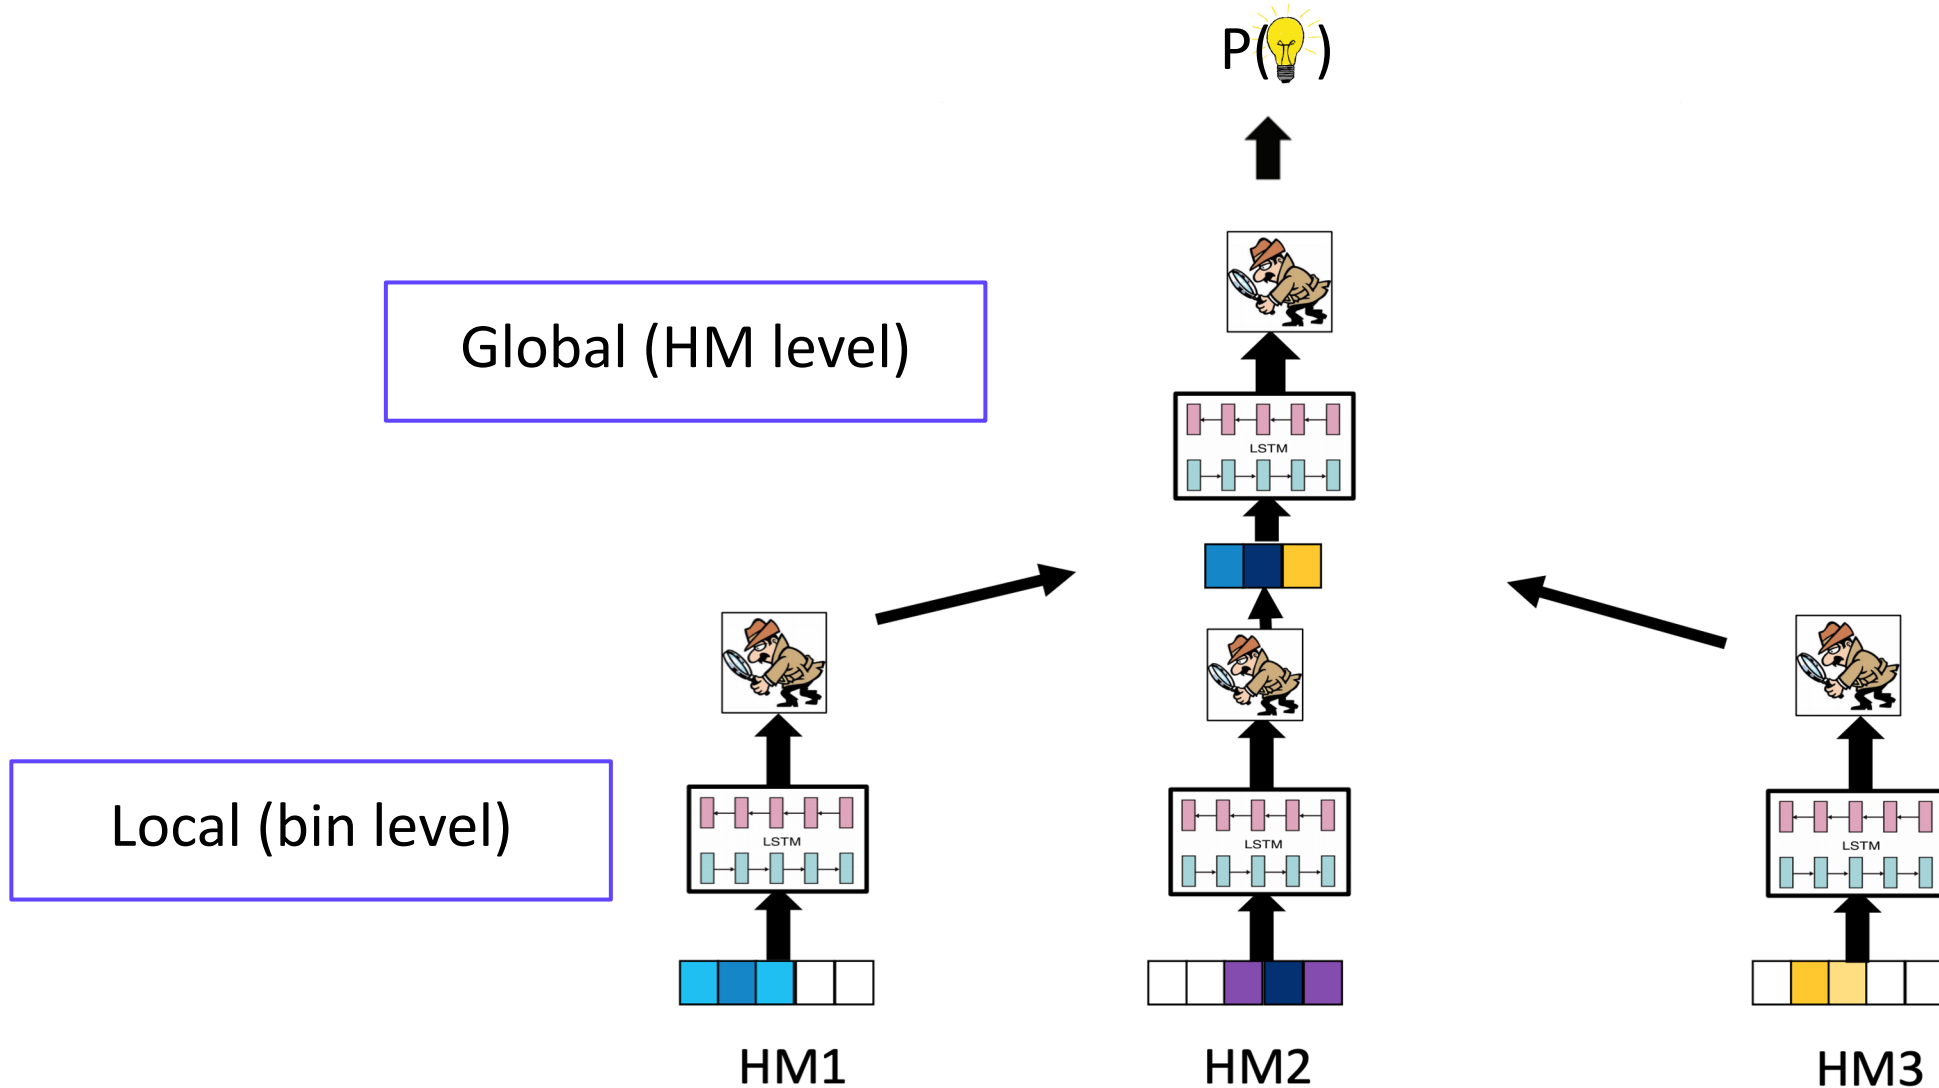 P( )
Global (HM level)
LSTM
Local (bin level)
LSTM
LSTM
LSTM
HM1
HM2
HM3